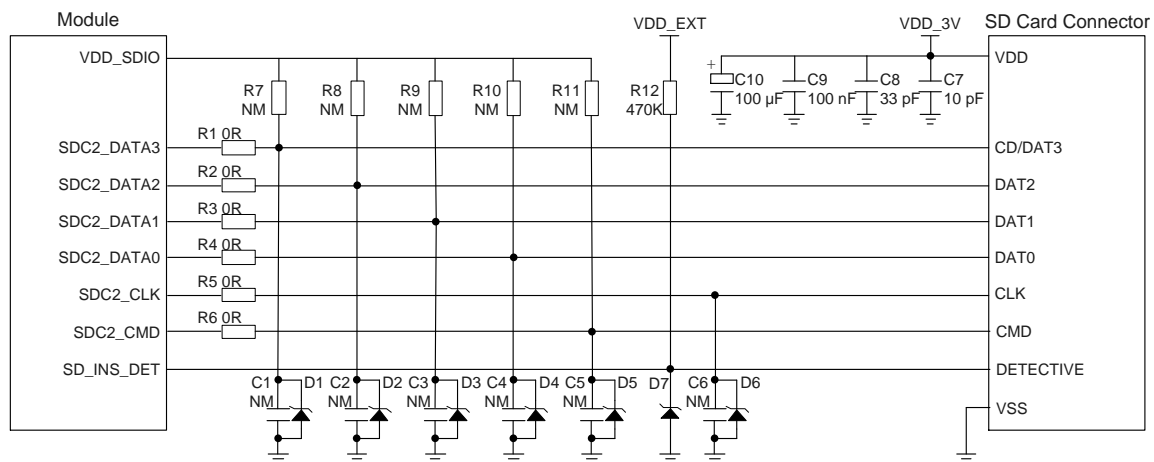 Module
VDD_EXT
VDD_3V
SD Card Connector
VDD_SDIO
VDD
R7
NM
R8
NM
R9
NM
R10
NM
R11
NM
R12
470K
+
C10
100 µF
C9
100 nF
C8
33 pF
C7
10 pF
SDC2_DATA3
R1 0R
CD/DAT3
SDC2_DATA2
R2 0R
DAT2
SDC2_DATA1
R3 0R
DAT1
SDC2_DATA0
R4 0R
DAT0
SDC2_CLK
R5 0R
CLK
SDC2_CMD
R6 0R
CMD
SD_INS_DET
DETECTIVE
C1
NM
D1
C2
NM
D2
C3
NM
D3
C4
NM
D4
C5
NM
D5
D7
C6
NM
D6
VSS